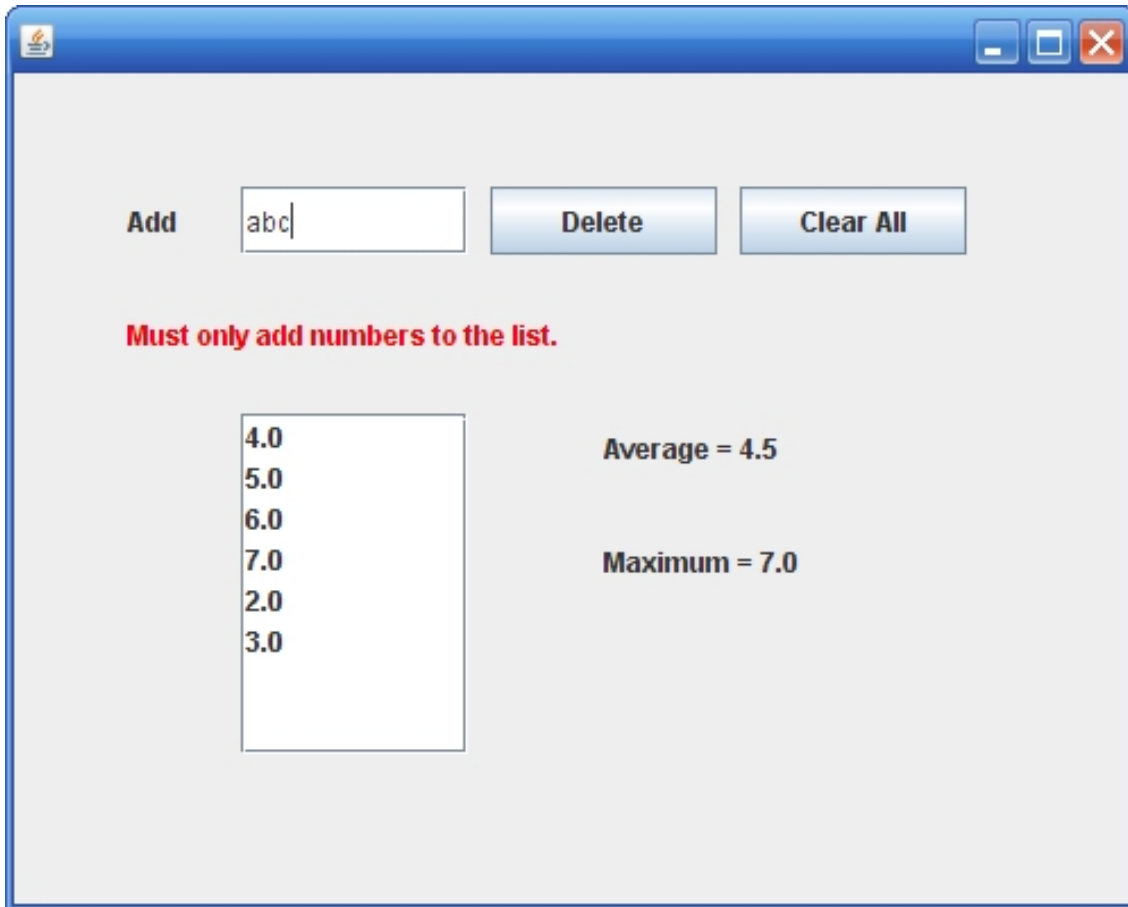 Add abc Delete Clear All
Must only add numbers to the list.
4.0
5.0
6.0
7.0
2.0
3.0
Average = 4.5
Maximum = 7.0